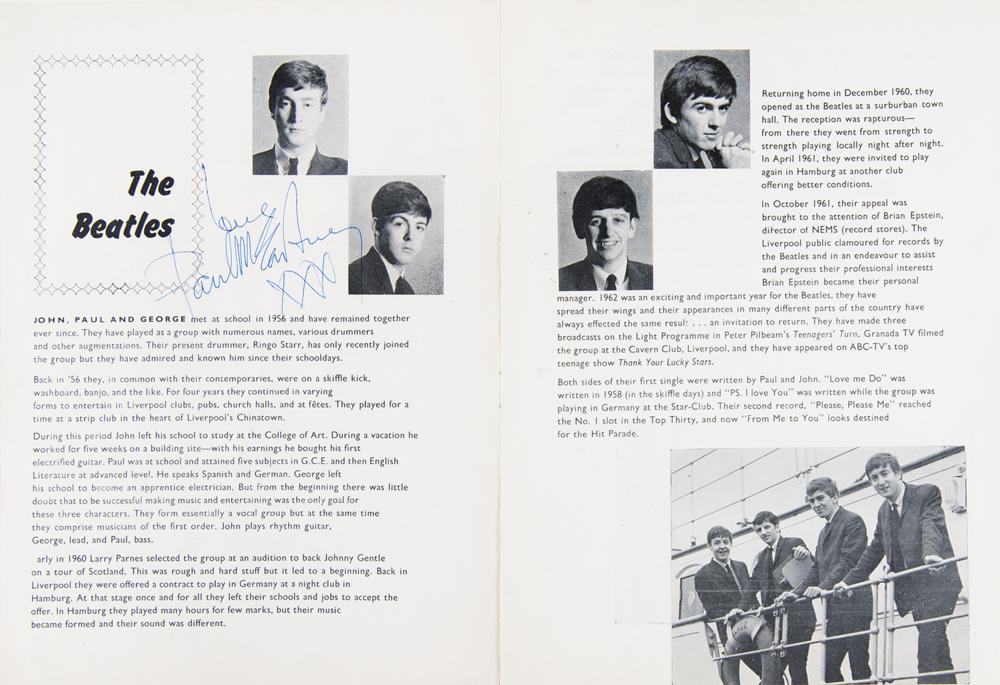 The
Beatles
love
Paul McCartney
XXX
JOHN, PAUL AND GEORGE met at school in 1956 and have remained together
ever since. They have played as a group with numerous names, various drummers
and other augmentations. Their present drummer, Ringo Starr, has only recently joined
the group but they have admired and known him since their schooldays.
Back in '56 they, in common with their contemporaries, were on a skiffle kick,
washboard, banjo, and the like. For four years they continued in varying
forms to entertain in Liverpool clubs, pubs, church halls, and at fêtes. They played for a
time at a strip club in the heart of Liverpool's Chinatown.
During this period John left his school to study at the College of Art. During a vacation he
worked for five weeks on a building site—with his earnings he bought his first
electrified guitar. Paul was at school and attained five subjects in G.C.E. and then English
Literature at advanced level. He speaks Spanish and German. George left
his school to become an apprentice electrician. But from the beginning there was little
doubt that to be successful making music and entertaining was the only goal for
these three characters. They form essentially a vocal group but at the same time
they comprise musicians of the first order. John plays rhythm guitar,
George, lead, and Paul, bass.
arly in 1960 Larry Parnes selected the group at an audition to back Johnny Gentle
on a tour of Scotland. This was rough and hard stuff but it led to a beginning. Back in
Liverpool they were offered a contract to play in Germany at a night club in
Hamburg. At that stage once and for all they left their schools and jobs to accept the
offer. In Hamburg they played many hours for few marks, but their music
became formed and their sound was different.
Returning home in December 1960, they
opened as the Beatles at a surburban town
hall. The reception was rapturous—
from there they went from strength to
strength playing locally night after night.
In April 1961, they were invited to play
again in Hamburg at another club
offering better conditions.
In October 1961, their appeal was
brought to the attention of Brian Epstein,
director of NEMS (record stores). The
Liverpool public clamoured for records by
the Beatles and in an endeavour to assist
and progress their professional interests
Brian Epstein became their personal
manager. 1962 was an exciting and important year for the Beatles, they have
spread their wings and their appearances in many different parts of the country have
always effected the same result . . . an invitation to return. They have made three
broadcasts on the Light Programme in Peter Pilbeam's Teenagers' Turn, Granada TV filmed
the group at the Cavern Club, Liverpool, and they have appeared on ABC-TV's top
teenage show Thank Your Lucky Stars.
Both sides of their first single were written by Paul and John. "Love me Do" was
written in 1958 (in the skiffle days) and "PS. I love You" was written while the group was
playing in Germany at the Star-Club. Their second record, "Please, Please Me" reached
the No. 1 slot in the Top Thirty, and now "From Me to You" looks destined
for the Hit Parade.